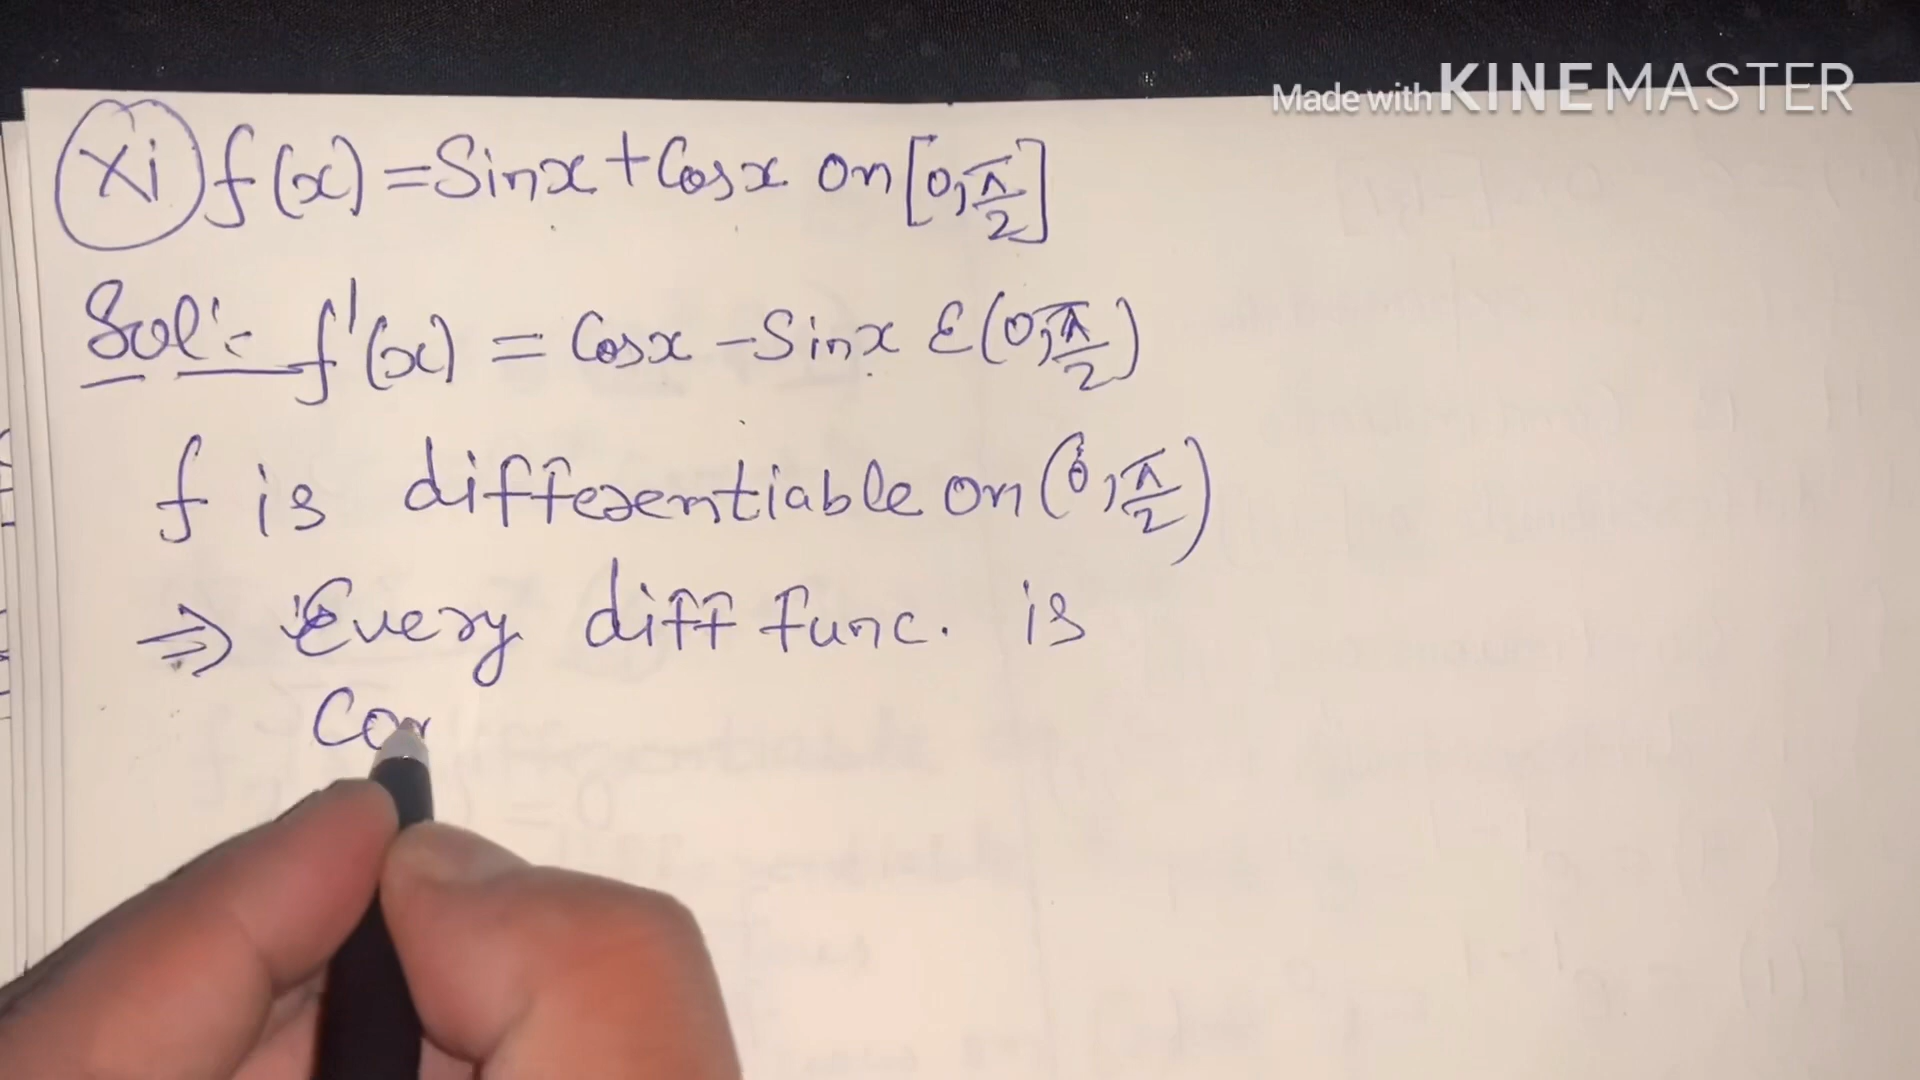 Made with KINEMASTER
xi) f(x) = Sinx + Cosx on [0, π/2]
Sol:- f'(x) = Cosx - Sinx ε (0, π/2)
f is differentiable on (0, π/2)
⇒ Every diff func. is
Con